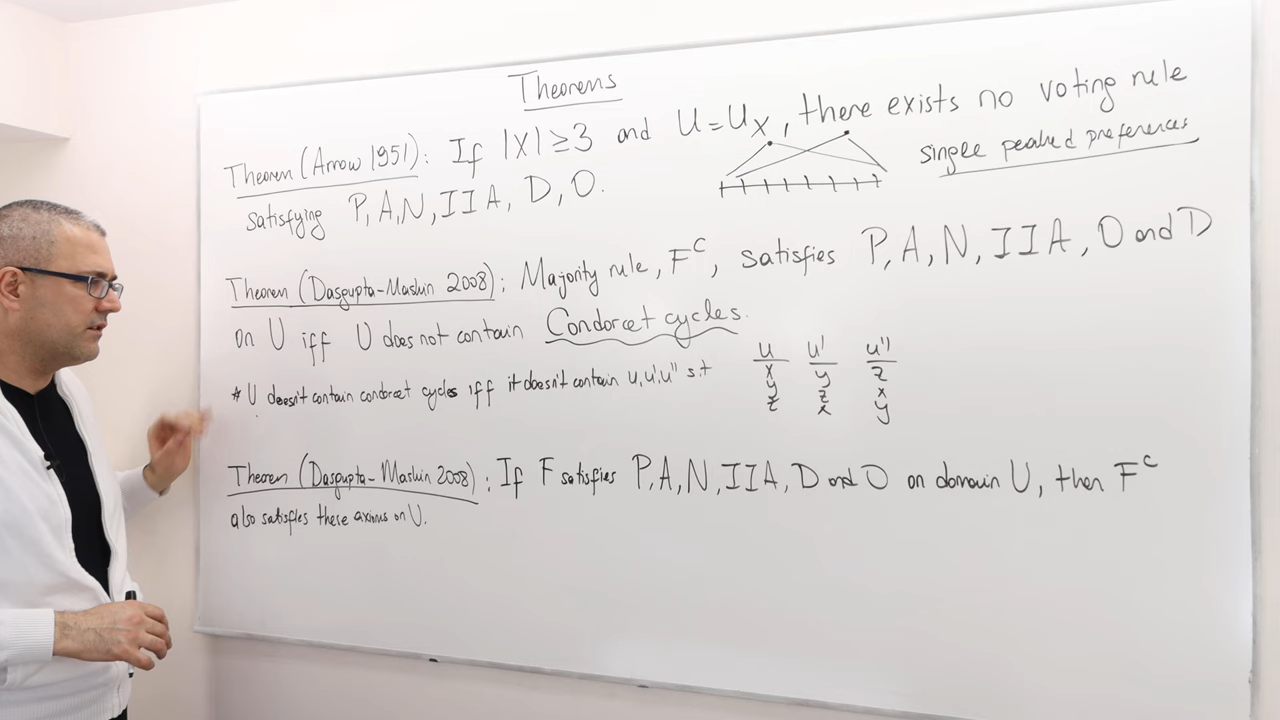 Theorems
Theorem (Arrow 1951): If |X| ≥ 3 and U = U_X, there exists no voting rule
satisfying P, A, N, IIA, D, O.
single peaked preferences
Theorem (Dasgupta-Maskin 2008): Majority rule, F^C, satisfies P, A, N, IIA, O and D
on U iff U does not contain Condorcet cycles.
* U doesn't contain condorcet cycles iff it doesn't contain u, u', u'' s.t
u u' u''
x y z
y z x
z x y
Theorem (Dasgupta-Maskin 2008): If F satisfies P, A, N, IIA, D and O on domain U, then F^C
also satisfies these axioms on U.